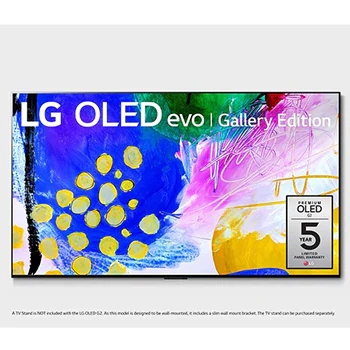 LG OLED evo | Gallery Edition
PREMIUM
OLED
G2
5
YEAR
LIMITED
PANEL WARRANTY
LG
A TV Stand is NOT included with the LG OLED G2. As this model is designed to be wall-mounted, it includes a slim wall mount bracket. The TV stand can be purchased separately.